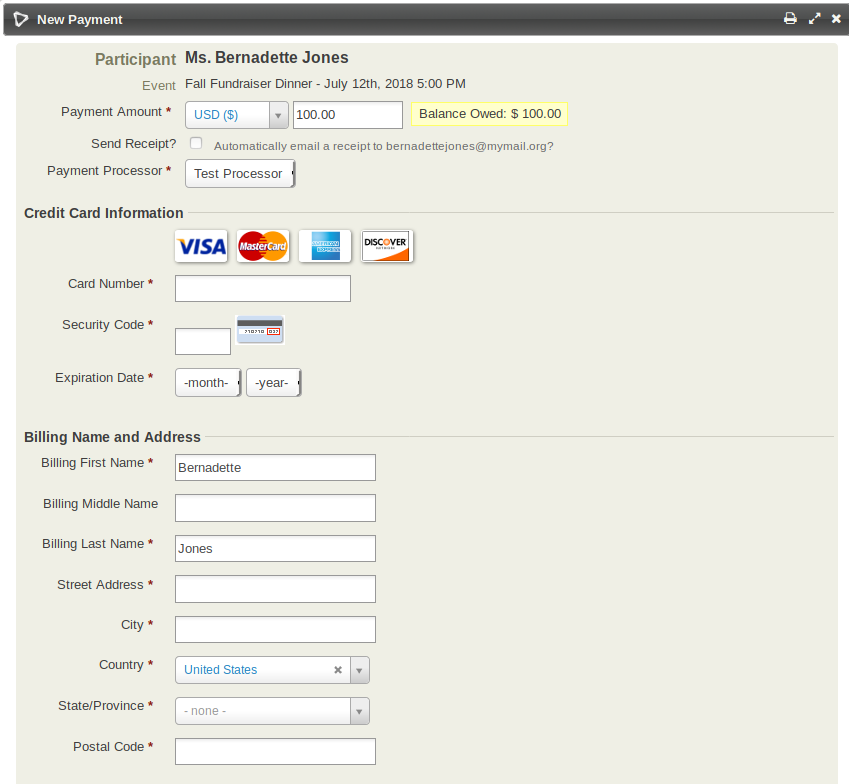 New Payment
Participant Ms. Bernadette Jones
Event Fall Fundraiser Dinner - July 12th, 2018 5:00 PM
Payment Amount * USD ($) 100.00 Balance Owed: $ 100.00
Send Receipt? Automatically email a receipt to bernadettejones@mymail.org?
Payment Processor * Test Processor
Credit Card Information
VISA MasterCard DISCOVER
Card Number *
Security Code *
Expiration Date * -month- -year-
Billing Name and Address
Billing First Name * Bernadette
Billing Middle Name
Billing Last Name * Jones
Street Address *
City *
Country * United States
State/Province * - none -
Postal Code *